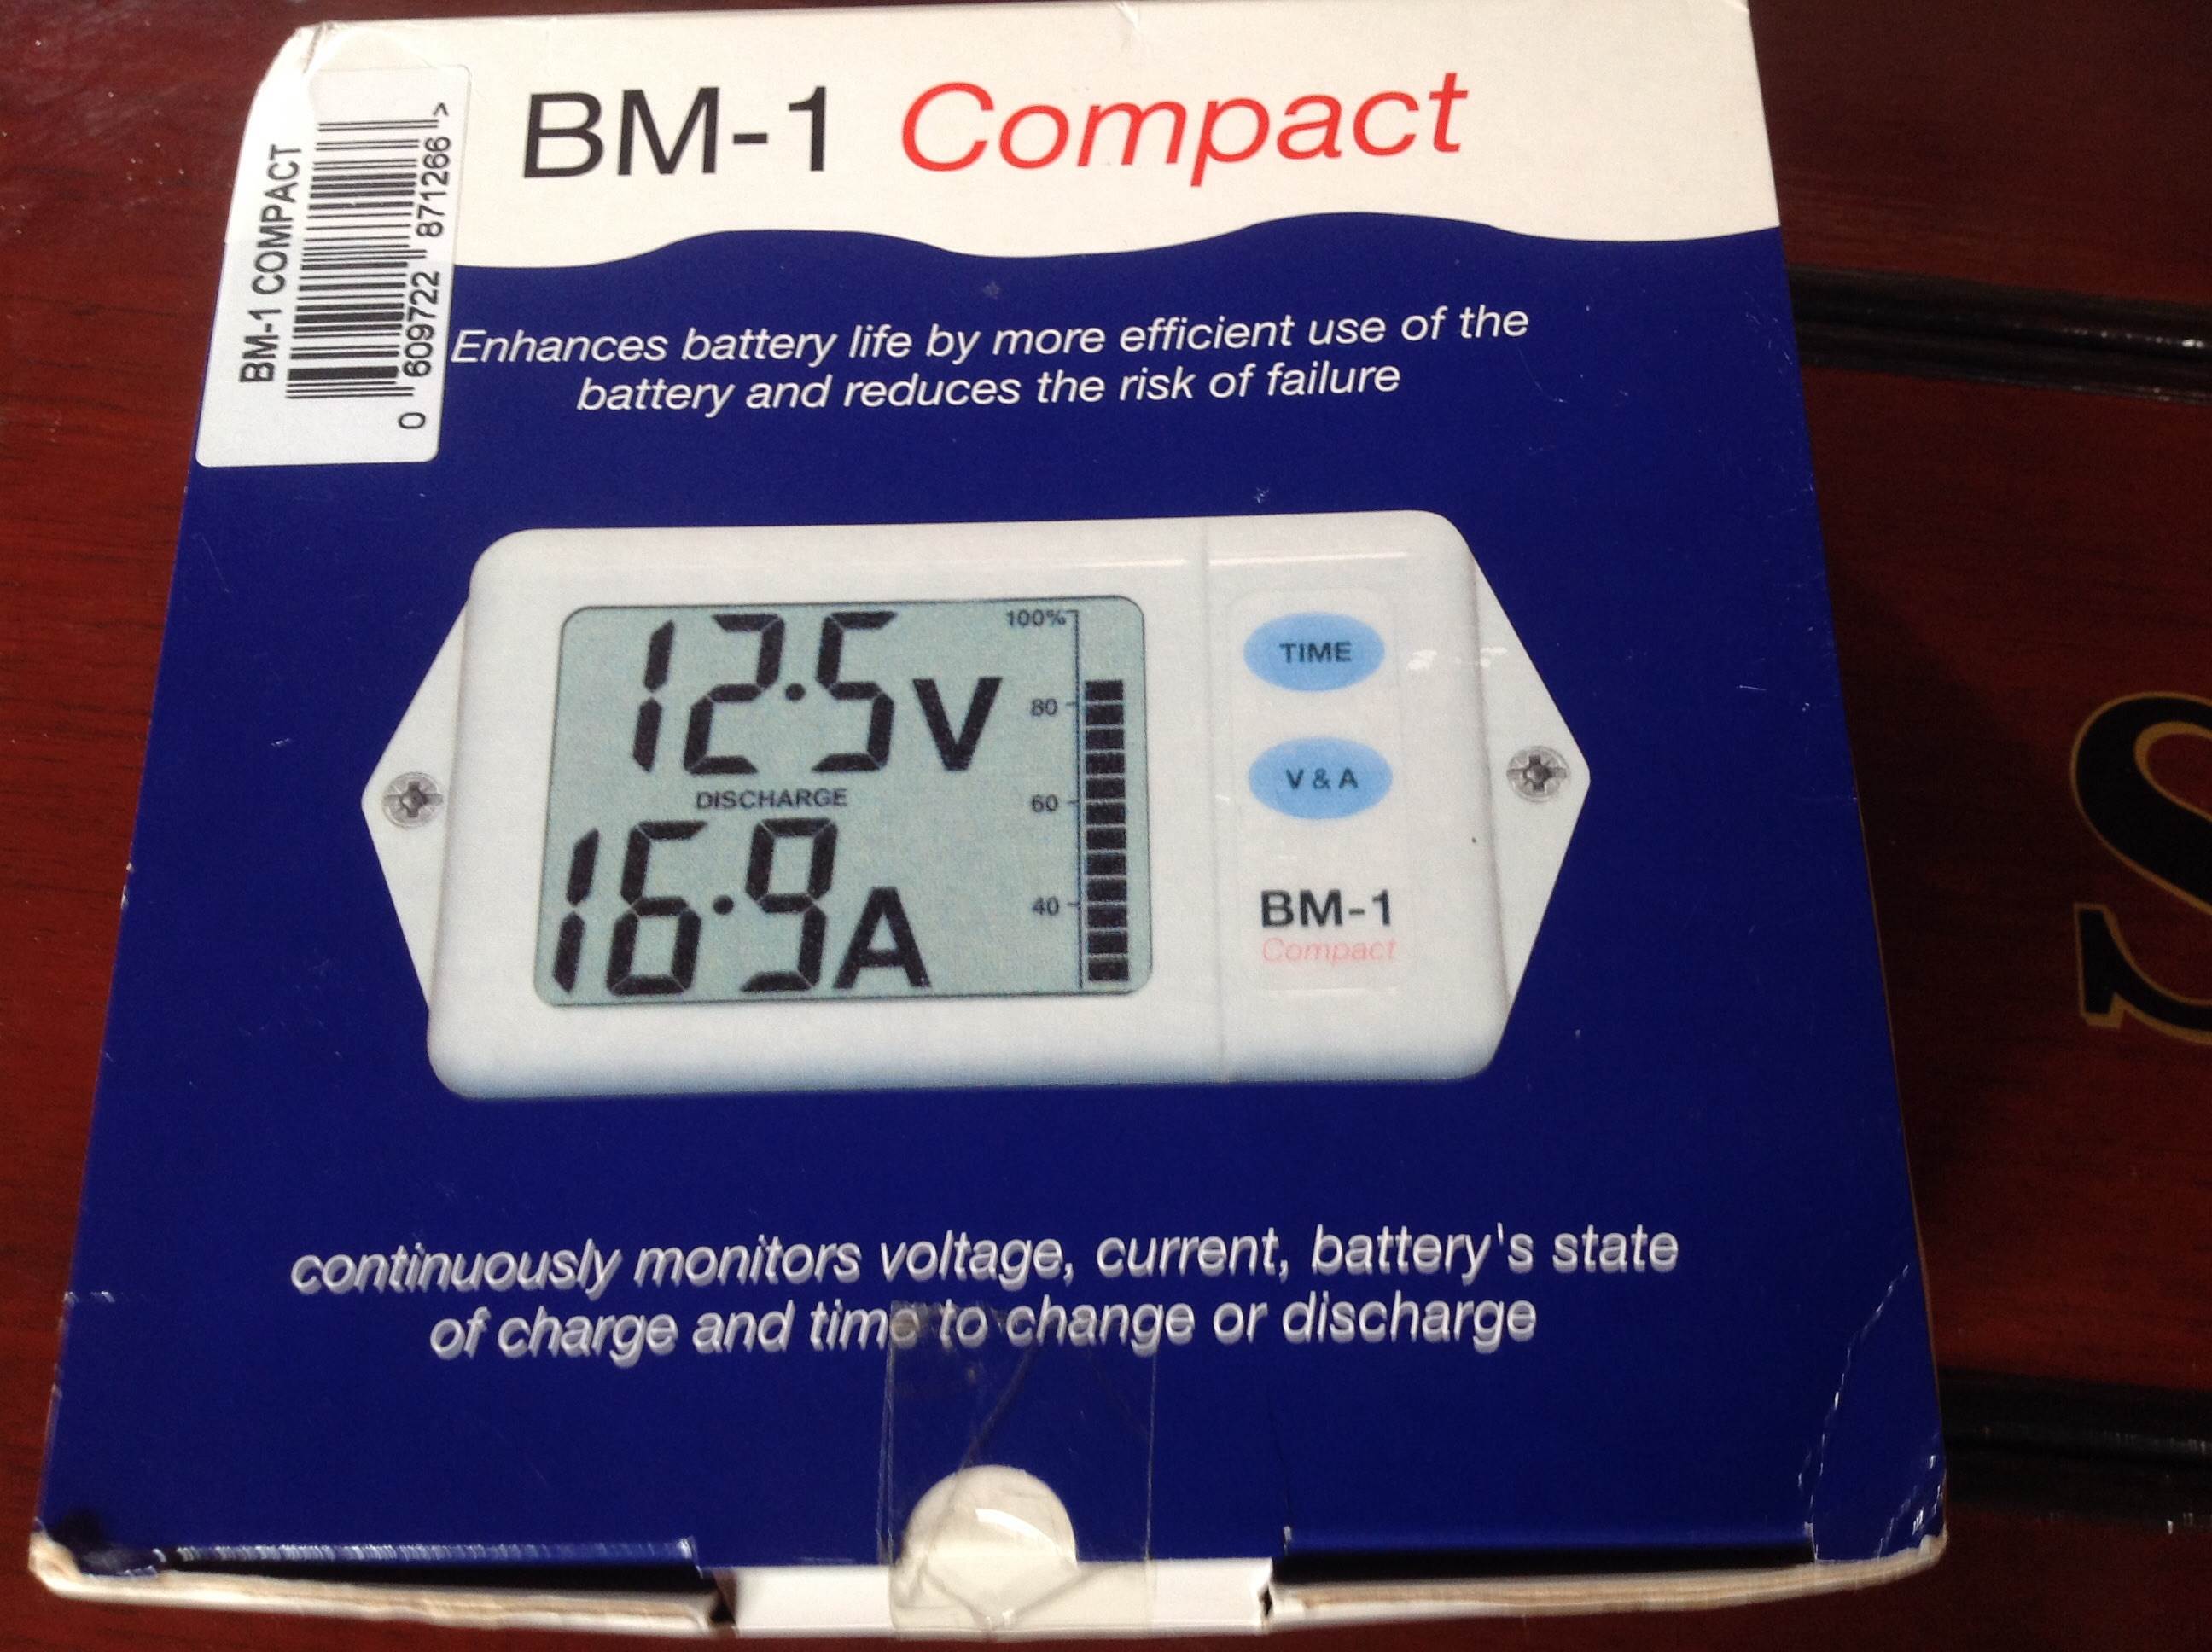 BM-1 Compact
BM-1 COMPACT
0 609722 871266 >
Enhances battery life by more efficient use of the
battery and reduces the risk of failure
12.5V
DISCHARGE
16.9A
100%
80
60
40
TIME
V & A
BM-1
Compact
continuously monitors voltage, current, battery's state
of charge and time to change or discharge
S